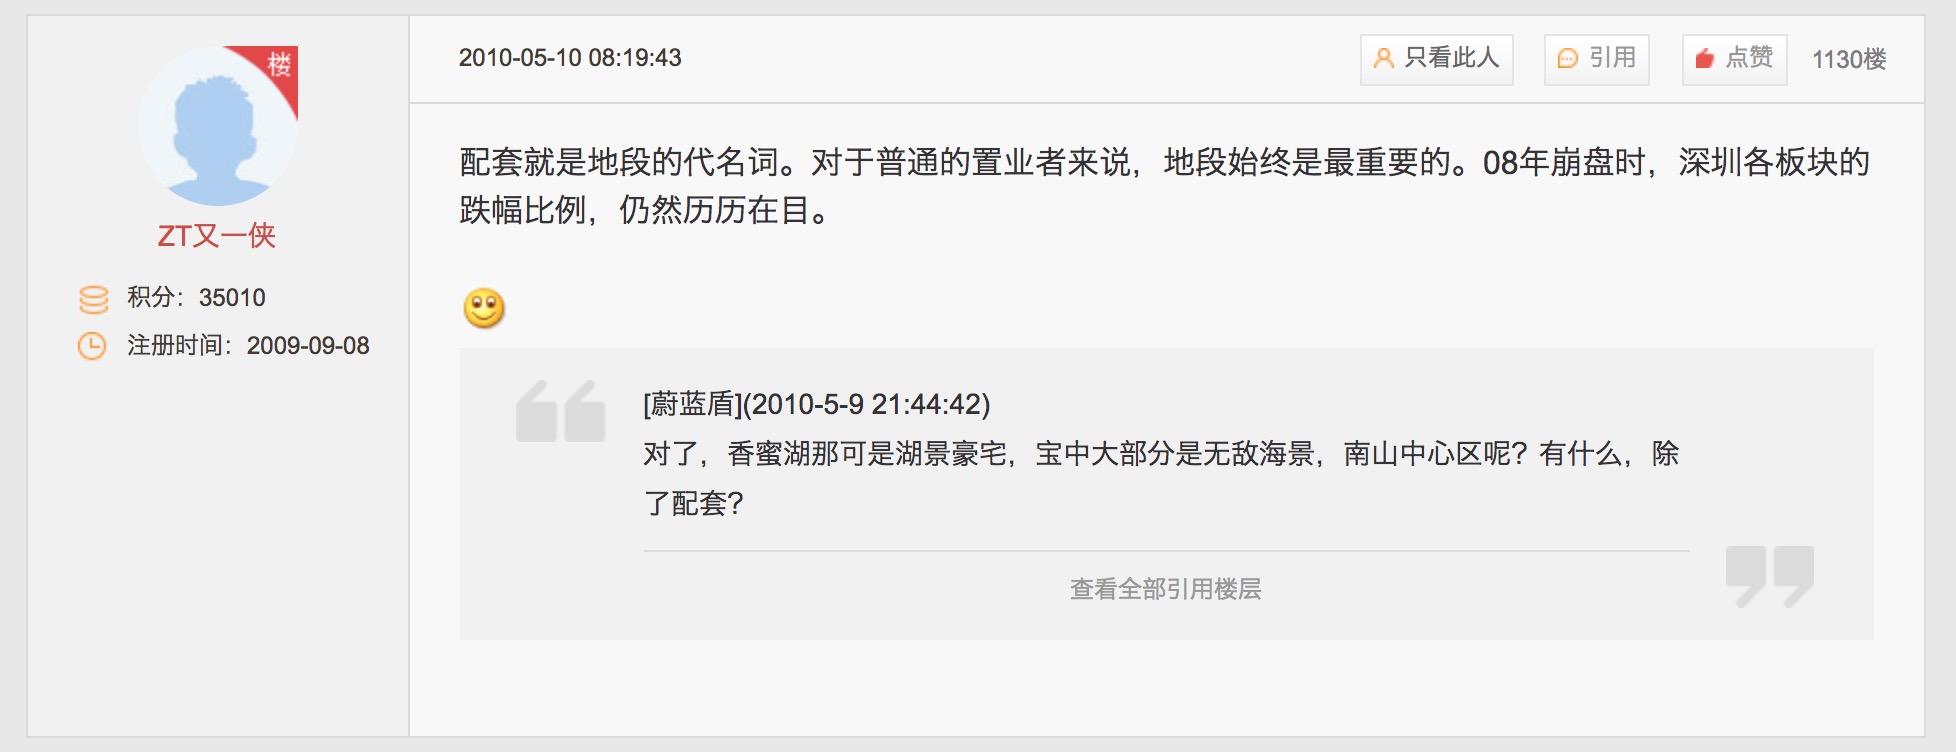 楼
ZT又一侠
积分：35010
注册时间：2009-09-08
2010-05-10 08:19:43
只看此人
引用
点赞
1130楼
配套就是地段的代名词。对于普通的置业者来说，地段始终是最重要的。08年崩盘时，深圳各板块的
跌幅比例，仍然历历在目。
[蔚蓝盾](2010-5-9 21:44:42)
对了，香蜜湖那可是湖景豪宅，宝中大部分是无敌海景，南山中心区呢？有什么，除
了配套？
查看全部引用楼层